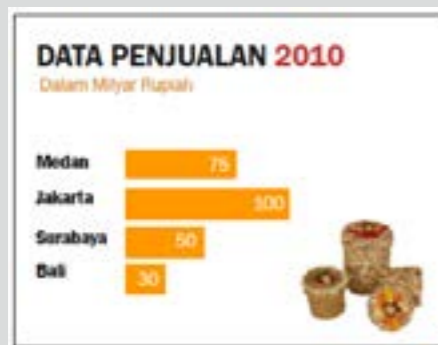 DATA PENJUALAN 2010
Dalam Milyar Rupiah
Medan 75
Jakarta 100
Surabaya 50
Bali 30